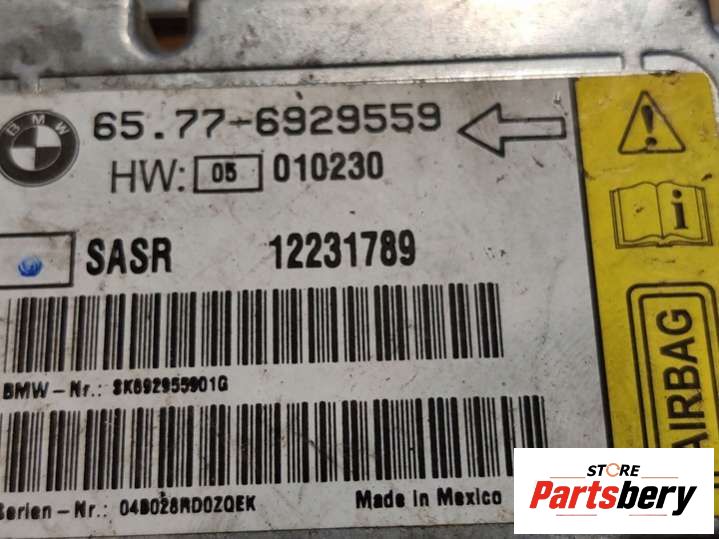 BMW
65.77-6929559
HW: 05 010230
i
SASR 12231789
AIRBAG
BMW-Nr.: SK692955901G
Serien-Nr.: 04B028RD0ZQEK Made in Mexico
STORE
Partsbery